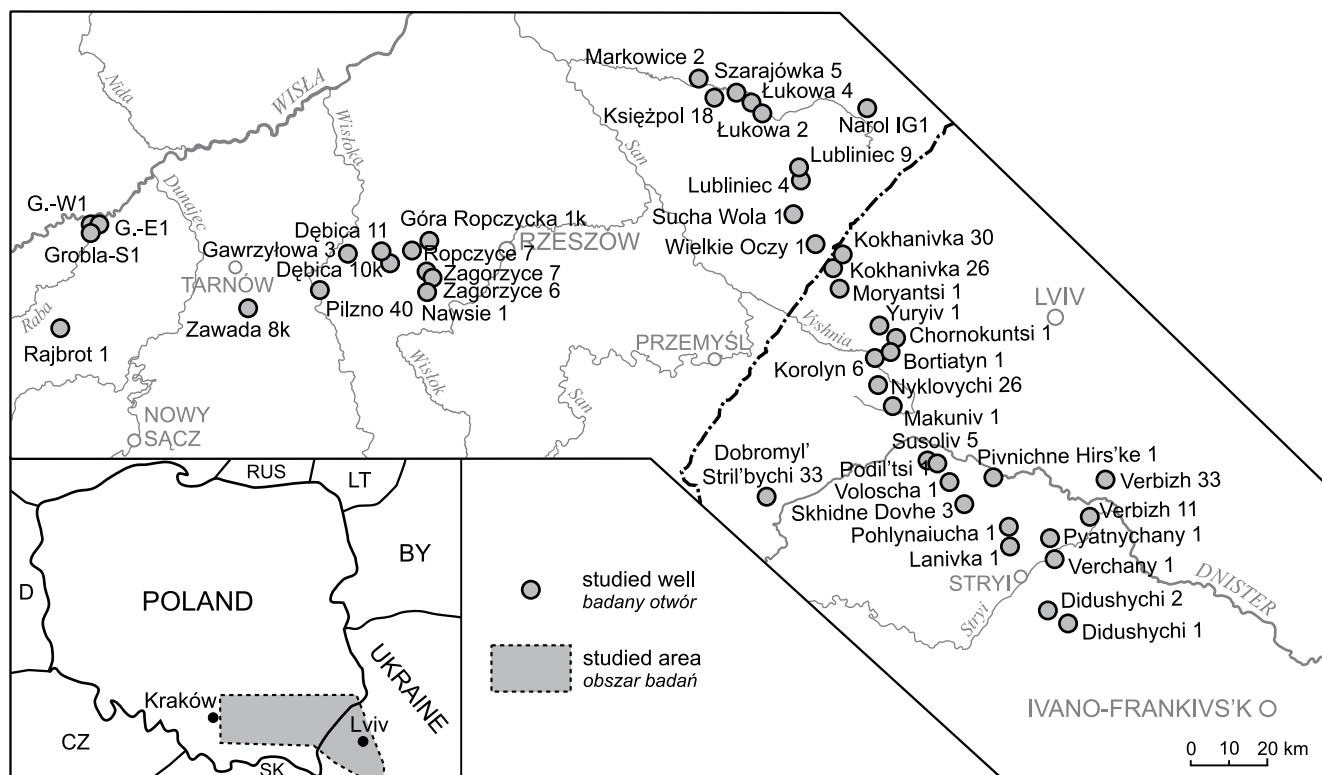 Markowice 2
Szarajówka 5
Łukowa 4
Księżpol 18
Łukowa 2
Narol IG1
Nida
WISŁA
Wisłoka
San
Lubliniec 9
Lubliniec 4
Dunajec
G.-W1
G.-E1
Grobla-S1
Góra Ropczycka 1k
Dębica 11
Sucha Wola 1
Gawrzyłowa 3
Ropczyce 7
RZESZÓW
Wielkie Oczy 1
Kokhanivka 30
Dębica 10k
Zagorzyce 7
Kokhanivka 26
TARNÓW
Zagorzyce 6
Moryantsi 1
LVIV
Raba
Zawada 8k
Pilzno 40
Nawsie 1
Yuryiv 1
Vyshnia
Chornokuntsi 1
Rajbrot 1
PRZEMYŚL
Bortiatyn 1
Korolyn 6
Wisłok
Nyklovychi 26
San
Makuniv 1
NOWY
SĄCZ
Susoliv 5
Dobromyl’
Stril’bychi 33
Podil’tsi 1
Pivnichne Hirs’ke 1
Voloscha 1
Verbizh 33
Skhidne Dovhe 3
Verbizh 11
Pohlynaiucha 1
Pyatnychany 1
Lanivka 1
Verchany 1
STRYI
DNISTER
Stryi
Didushychi 2
Didushychi 1
IVANO-FRANKIVS’K
0 10 20 km
RUS
LT
BY
D
POLAND
UKRAINE
Kraków
Lviv
CZ
SK
studied well
badany otwór
studied area
obszar badań